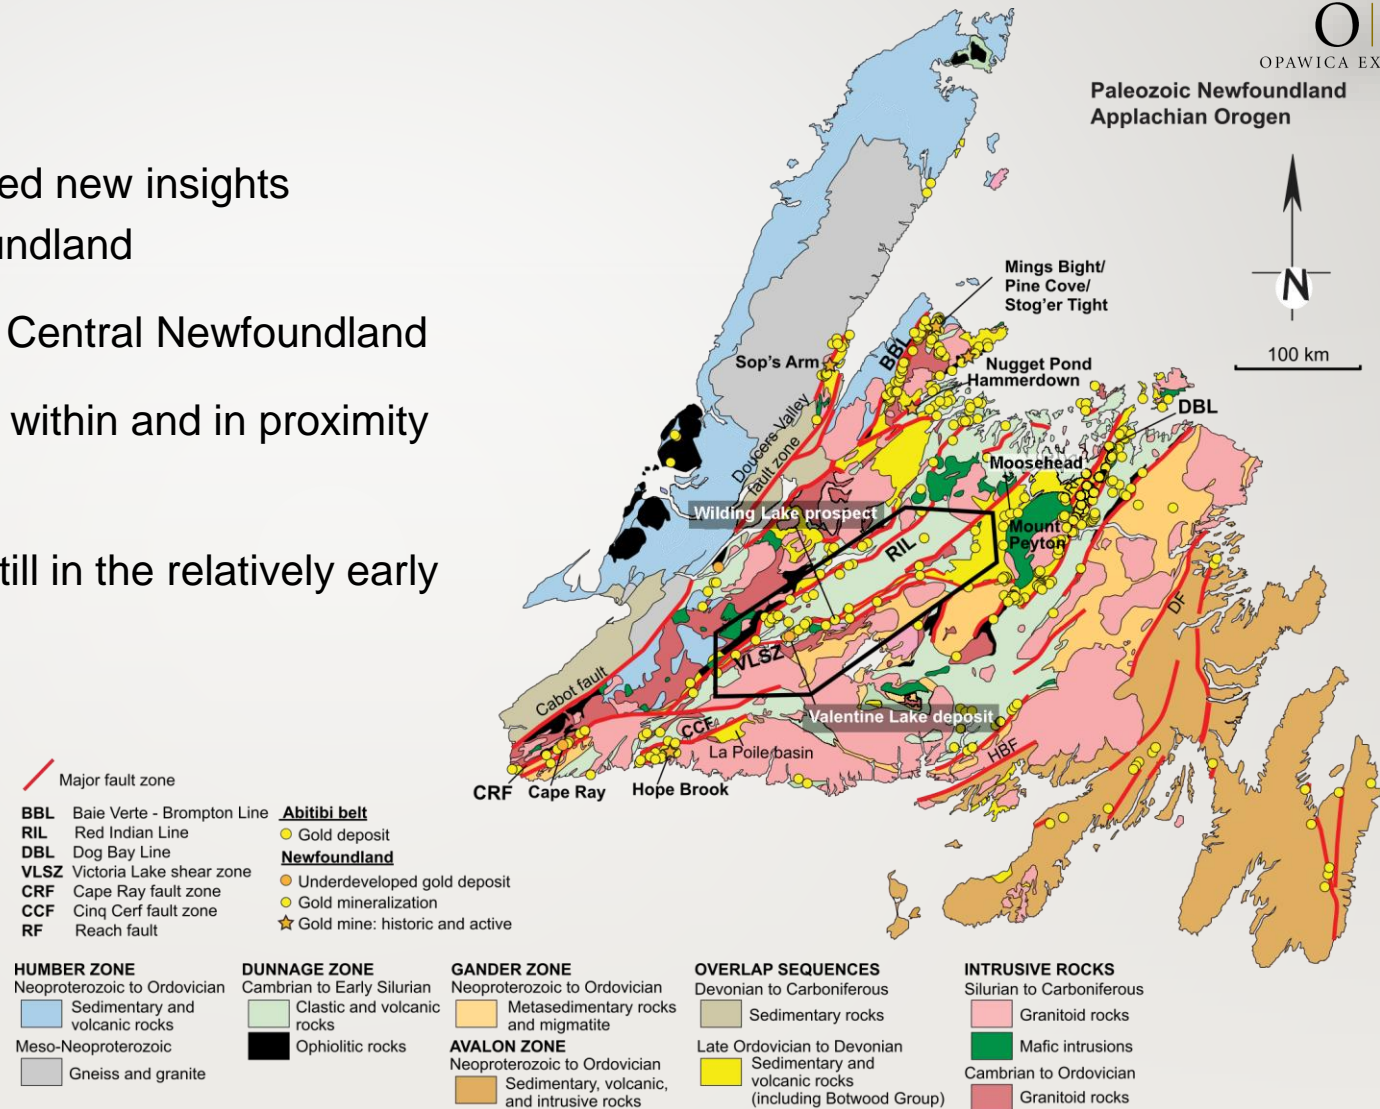 O
OPAWICA EX
Paleozoic Newfoundland
Applachian Orogen
ed new insights
undland
Central Newfoundland
within and in proximity
till in the relatively early
N
100 km
Mings Bight/
Pine Cove/
Stog'er Tight
Sop's Arm
BBL
Nugget Pond
Hammerdown
DBL
Doucers Valley
fault zone
Moosehead
Wilding Lake prospect
Mount
Peyton
RIL
DF
VLSZ
Cabot fault
Valentine Lake deposit
CCF
La Poile basin
HBF
CRF
Cape Ray
Hope Brook
Major fault zone
BBL Baie Verte - Brompton Line
RIL Red Indian Line
DBL Dog Bay Line
VLSZ Victoria Lake shear zone
CRF Cape Ray fault zone
CCF Cinq Cerf fault zone
RF Reach fault
Abitibi belt
Gold deposit
Newfoundland
Underdeveloped gold deposit
Gold mineralization
Gold mine: historic and active
HUMBER ZONE
Neoproterozoic to Ordovician
Sedimentary and
volcanic rocks
Meso-Neoproterozoic
Gneiss and granite
DUNNAGE ZONE
Cambrian to Early Silurian
Clastic and volcanic
rocks
Ophiolitic rocks
GANDER ZONE
Neoproterozoic to Ordovician
Metasedimentary rocks
and migmatite
AVALON ZONE
Neoproterozoic to Ordovician
Sedimentary, volcanic,
and intrusive rocks
OVERLAP SEQUENCES
Devonian to Carboniferous
Sedimentary rocks
Late Ordovician to Devonian
Sedimentary and
volcanic rocks
(including Botwood Group)
INTRUSIVE ROCKS
Silurian to Carboniferous
Granitoid rocks
Mafic intrusions
Cambrian to Ordovician
Granitoid rocks